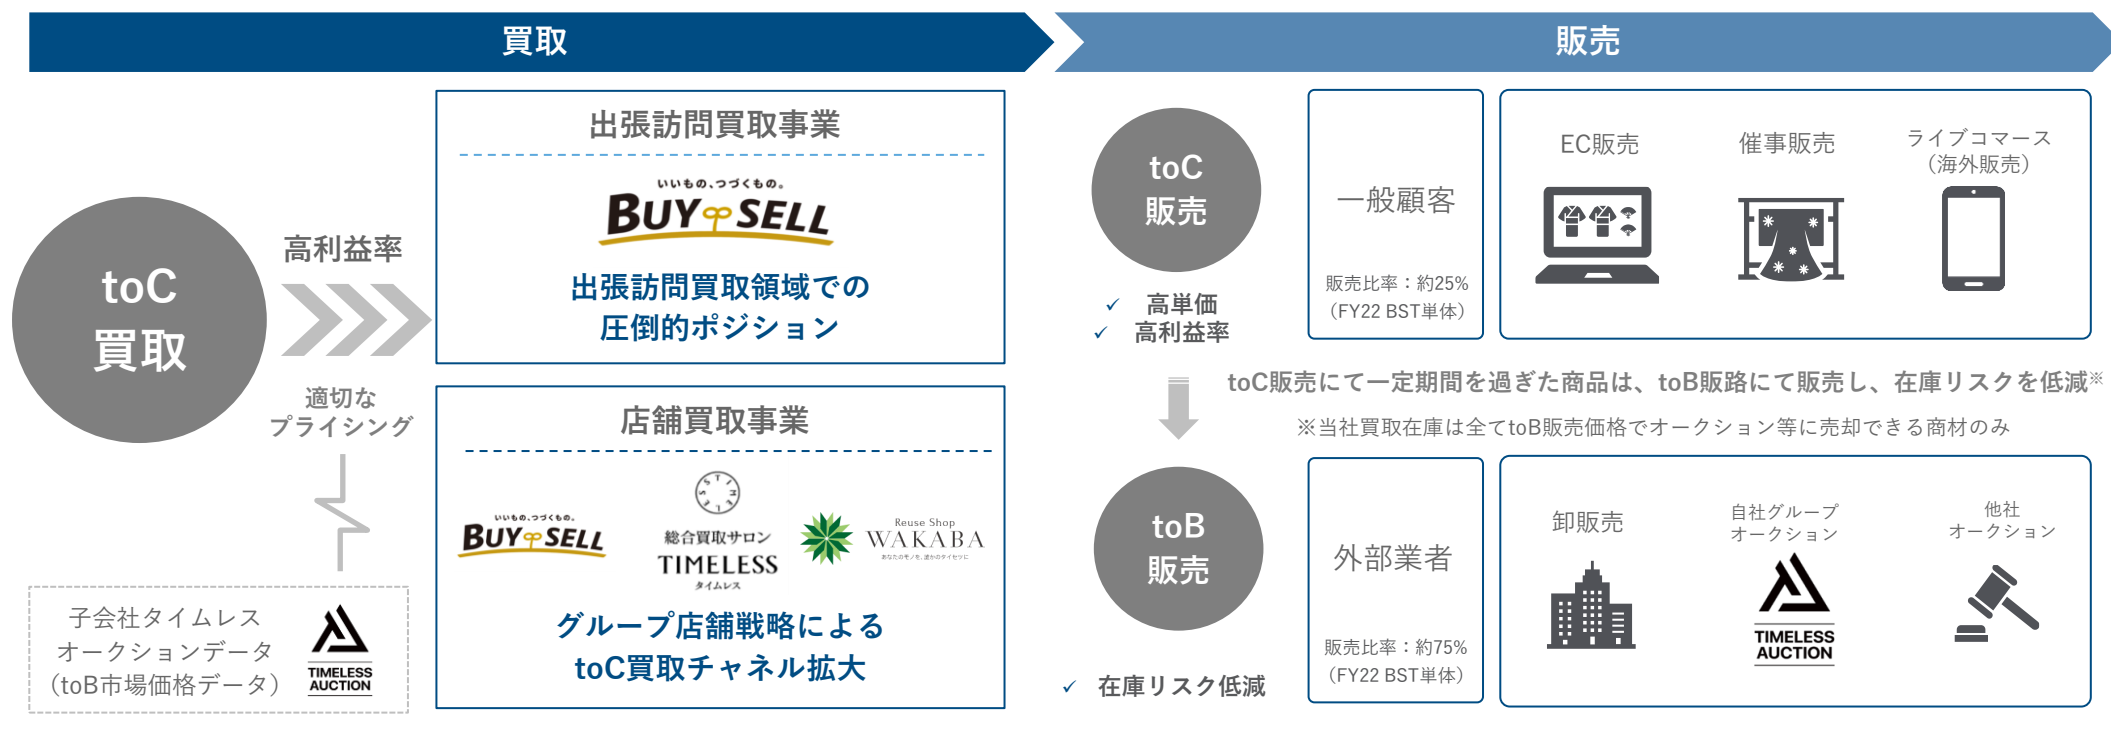 買取
販売
toC
買取
高利益率
適切な
プライシング
子会社タイムレス
オークションデータ
（toB市場価格データ）
TIMELESS
AUCTION
出張訪問買取事業
いいもの、つづくもの。
BUY SELL
出張訪問買取領域での
圧倒的ポジション
店舗買取事業
いいもの、つづくもの。
BUY SELL
TIMELESS
総合買取サロン
TIMELESS
タイムレス
Reuse Shop
WAKABA
あなたのモノを、誰かのタイセツに
グループ店舗戦略による
toC買取チャネル拡大
toC
販売
✓ 高単価
✓ 高利益率
一般顧客
販売比率：約25%
（FY22 BST単体）
EC販売
催事販売
ライブコマース
（海外販売）
toC販売にて一定期間を過ぎた商品は、toB販路にて販売し、在庫リスクを低減※
※当社買取在庫は全てtoB販売価格でオークション等に売却できる商材のみ
toB
販売
✓ 在庫リスク低減
外部業者
販売比率：約75%
（FY22 BST単体）
卸販売
自社グループ
オークション
TIMELESS
AUCTION
他社
オークション